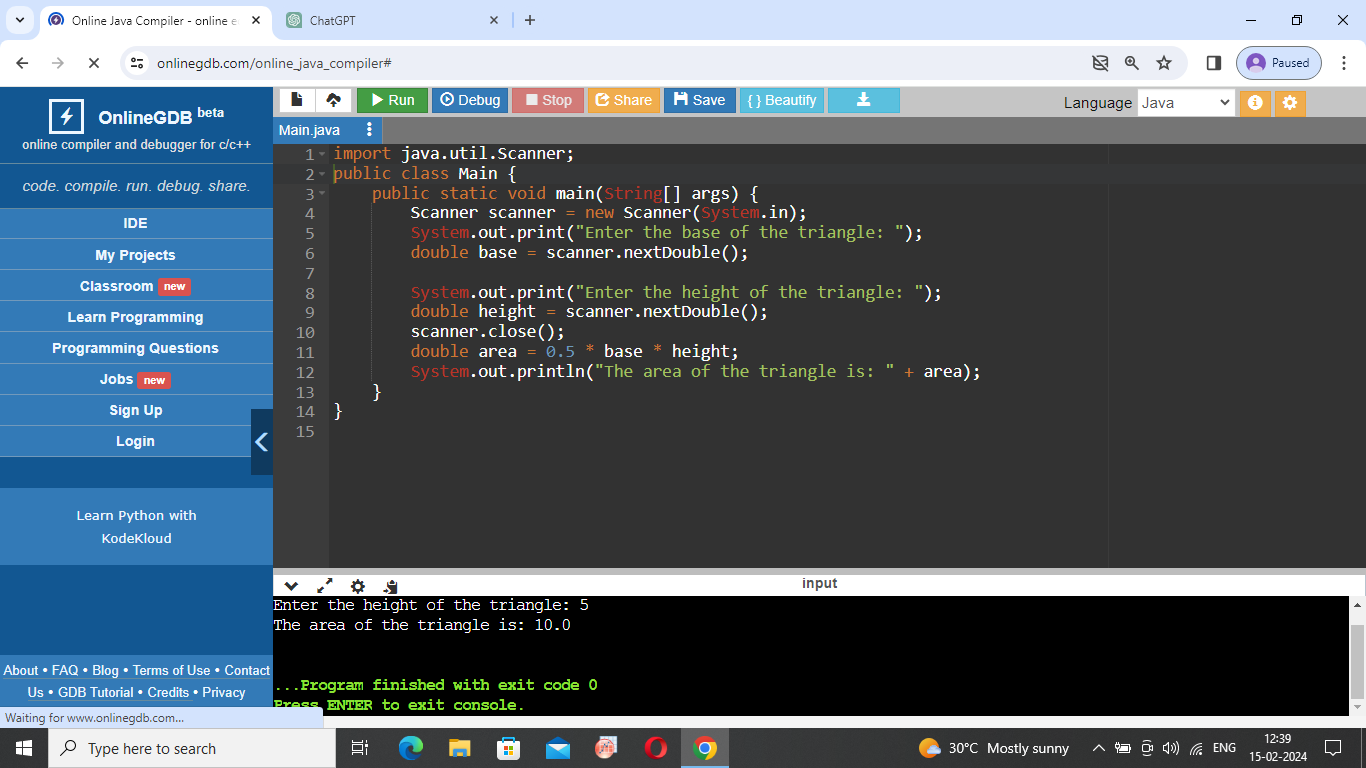 Online Java Compiler - online e
ChatGPT
onlinegdb.com/online_java_compiler#
Paused
OnlineGDB beta
online compiler and debugger for c/c++
code. compile. run. debug. share.
IDE
My Projects
Classroom new
Learn Programming
Programming Questions
Jobs new
Sign Up
Login
Learn Python with
KodeKloud
About • FAQ • Blog • Terms of Use • Contact
Us • GDB Tutorial • Credits • Privacy
Waiting for www.onlinegdb.com...
Run Debug Stop Share Save { } Beautify
Language Java
Main.java
1 import java.util.Scanner;
2 public class Main {
3     public static void main(String[] args) {
4         Scanner scanner = new Scanner(System.in);
5         System.out.print("Enter the base of the triangle: ");
6         double base = scanner.nextDouble();
7
8         System.out.print("Enter the height of the triangle: ");
9         double height = scanner.nextDouble();
10         scanner.close();
11         double area = 0.5 * base * height;
12         System.out.println("The area of the triangle is: " + area);
13     }
14 }
15
input
Enter the height of the triangle: 5
The area of the triangle is: 10.0
...Program finished with exit code 0
Press ENTER to exit console.
Type here to search
30°C Mostly sunny
ENG
12:39
15-02-2024